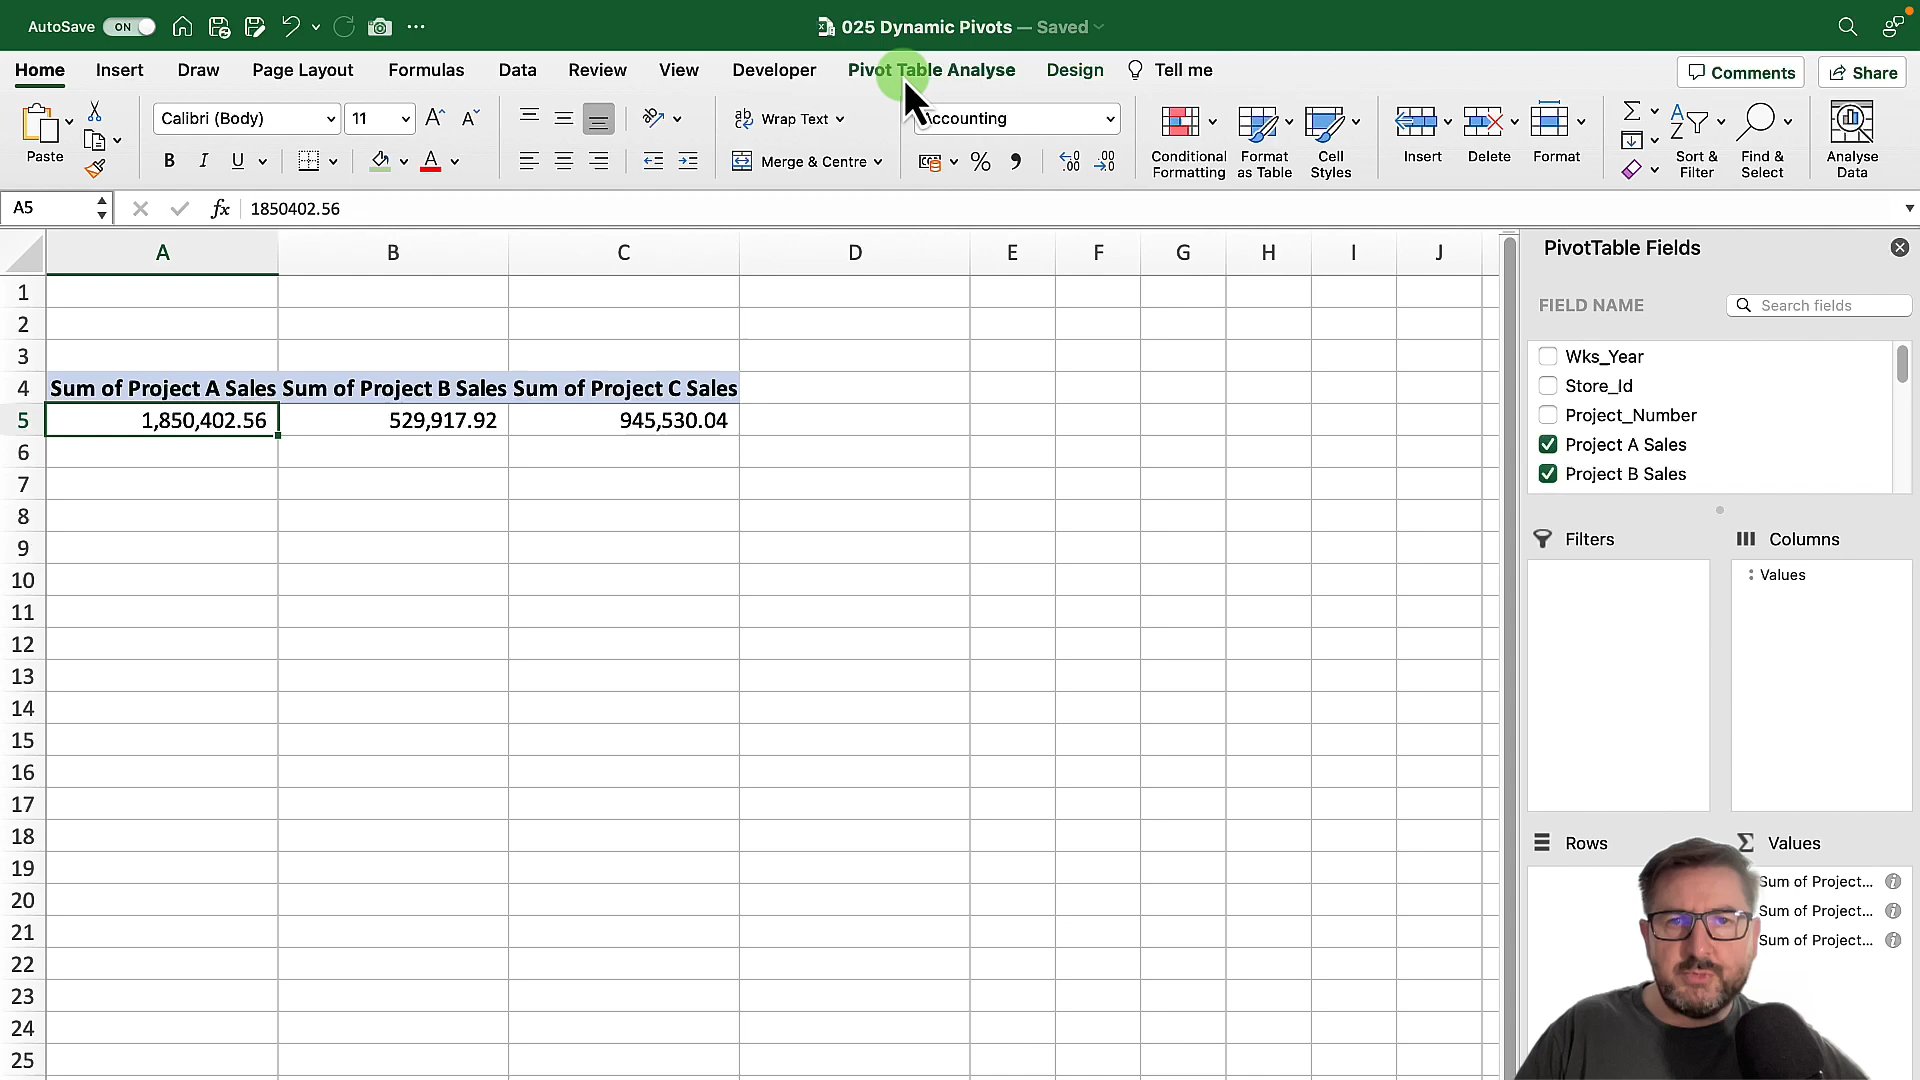 AutoSave ON 025 Dynamic Pivots — Saved
Home Insert Draw Page Layout Formulas Data Review View Developer Pivot Table Analyse Design Tell me Comments Share
Calibri (Body) 11 Wrap Text Accounting
Paste B I U Merge & Centre % Conditional Formatting Format as Table Cell Styles Insert Delete Format Sort & Filter Find & Select Analyse Data
A5 fx 1850402.56
A B C D E F G H I J
1
2
3
4 Sum of Project A Sales Sum of Project B Sales Sum of Project C Sales
5 1,850,402.56 529,917.92 945,530.04
6
7
8
9
10
11
12
13
14
15
16
17
18
19
20
21
22
23
24
25
PivotTable Fields
FIELD NAME Search fields
Wks_Year
Store_Id
Project_Number
Project A Sales
Project B Sales
Filters Columns
Values
Rows Values
Sum of Project...
Sum of Project...
Sum of Project...